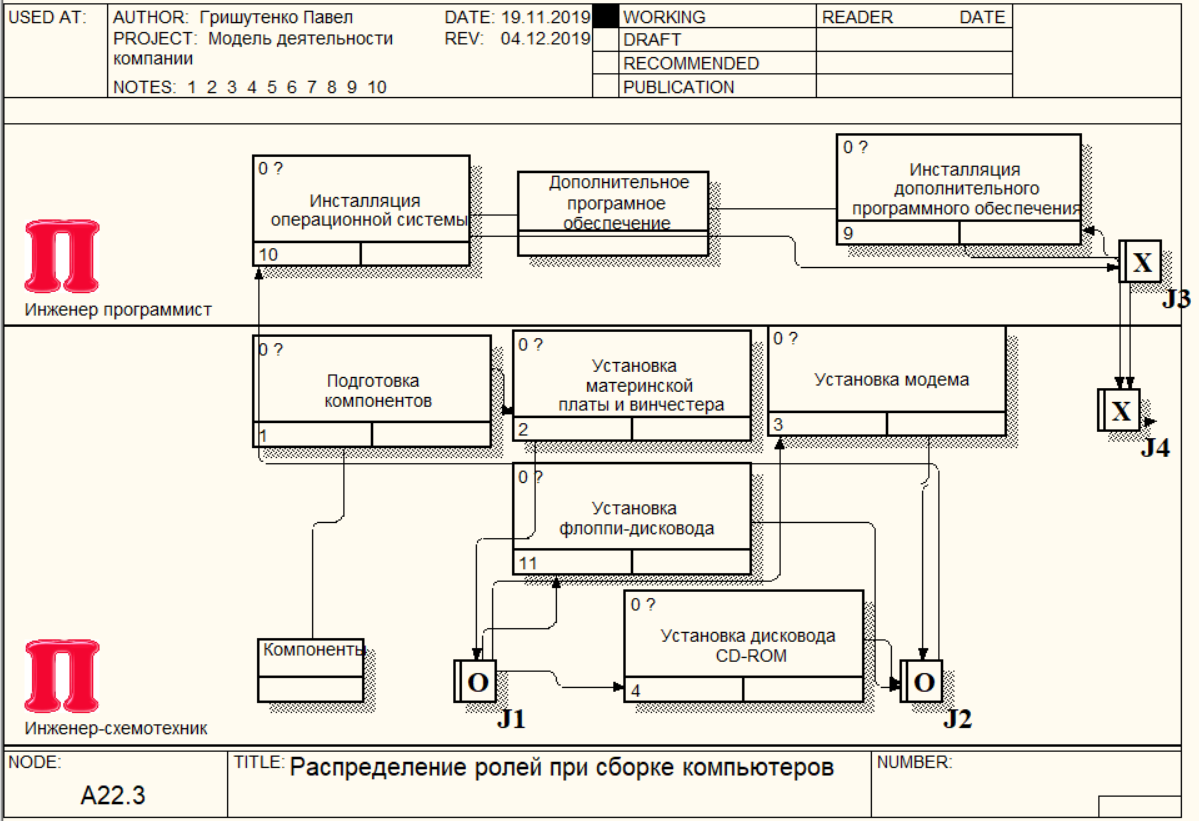 USED AT:
AUTHOR: Гришутенко Павел
DATE: 19.11.2019
PROJECT: Модель деятельности
компании
REV: 04.12.2019
NOTES: 1 2 3 4 5 6 7 8 9 10
WORKING
DRAFT
RECOMMENDED
PUBLICATION
READER DATE
0 ?
Инсталляция
операционной системы
10
Дополнительное
програмное
обеспечение
0 ?
Инсталляция
дополнительного
программного обеспечения
9
X
J3
П
Инженер программист
0 ?
Подготовка
компонентов
1
0 ?
Установка
материнской
платы и винчестера
2
0 ?
Установка модема
3
X
J4
0 ?
Установка
флоппи-дисковода
11
0 ?
Установка дисковода
CD-ROM
4
Компоненты
O
J1
O
J2
П
Инженер-схемотехник
NODE:
A22.3
TITLE: Распределение ролей при сборке компьютеров
NUMBER: